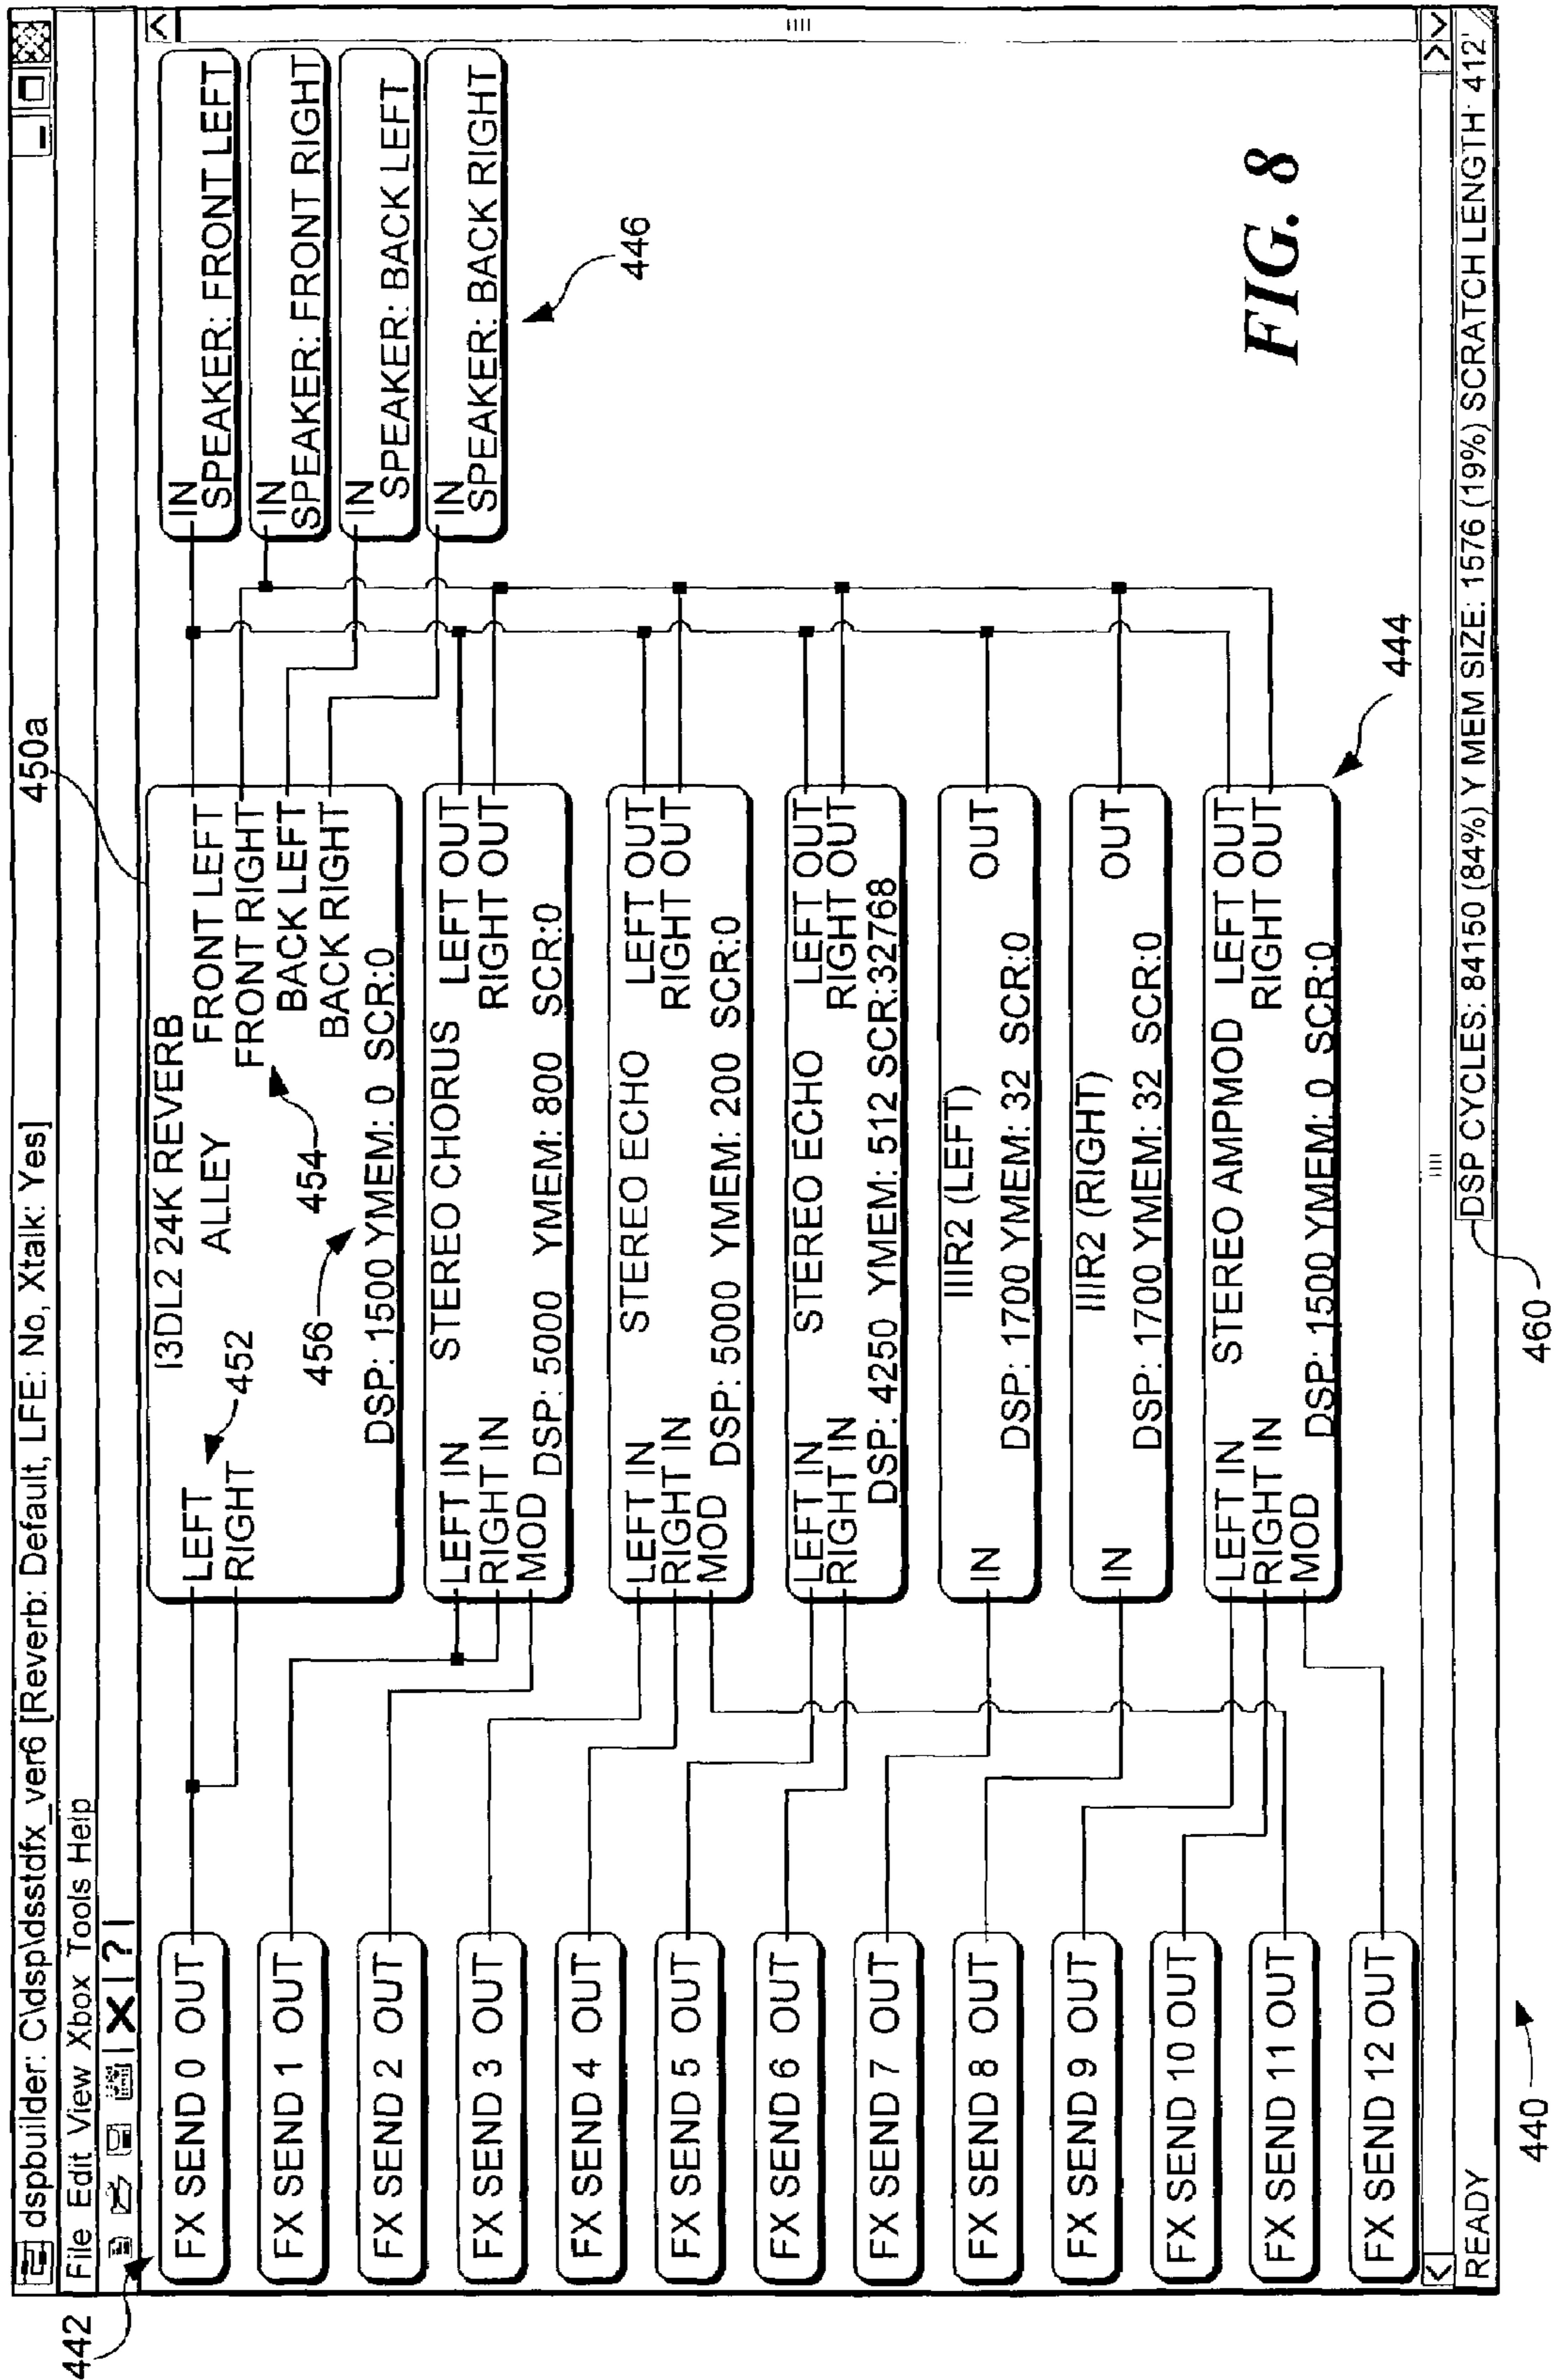 dspbuilder: C\dsp\dsstdfx_ver6 [Reverb: Default, LFE: No, Xtalk: Yes]
File Edit View Xbox Tools Help
X | ? |
442
450a
FX SEND 0 OUT
FX SEND 1 OUT
FX SEND 2 OUT
FX SEND 3 OUT
FX SEND 4 OUT
FX SEND 5 OUT
FX SEND 6 OUT
FX SEND 7 OUT
FX SEND 8 OUT
FX SEND 9 OUT
FX SEND 10 OUT
FX SEND 11 OUT
FX SEND 12 OUT
I3DL2 24K REVERB
LEFT ALLEY FRONT LEFT
RIGHT FRONT RIGHT
BACK LEFT
BACK RIGHT
452
454
456
DSP: 1500 YMEM: 0 SCR:0
STEREO CHORUS
LEFT IN LEFT OUT
RIGHT IN RIGHT OUT
MOD
DSP: 5000 YMEM: 800 SCR:0
STEREO ECHO
LEFT IN LEFT OUT
RIGHT IN RIGHT OUT
MOD
DSP: 5000 YMEM: 200 SCR:0
LEFT IN STEREO ECHO LEFT OUT
RIGHT IN RIGHT OUT
DSP: 4250 YMEM: 512 SCR:32768
IIIR2 (LEFT)
IN OUT
DSP: 1700 YMEM: 32 SCR:0
IIIR2 (RIGHT)
IN OUT
DSP: 1700 YMEM: 32 SCR:0
LEFT IN STEREO AMPMOD LEFT OUT
RIGHT IN RIGHT OUT
MOD
DSP: 1500 YMEM: 0 SCR:0
444
IN
SPEAKER: FRONT LEFT
IN
SPEAKER: FRONT RIGHT
IN
SPEAKER: BACK LEFT
IN
SPEAKER: BACK RIGHT
446
FIG. 8
READY
DSP CYCLES: 84150 (84%) Y MEM SIZE: 1576 (19%) SCRATCH LENGTH: 412'
440
460